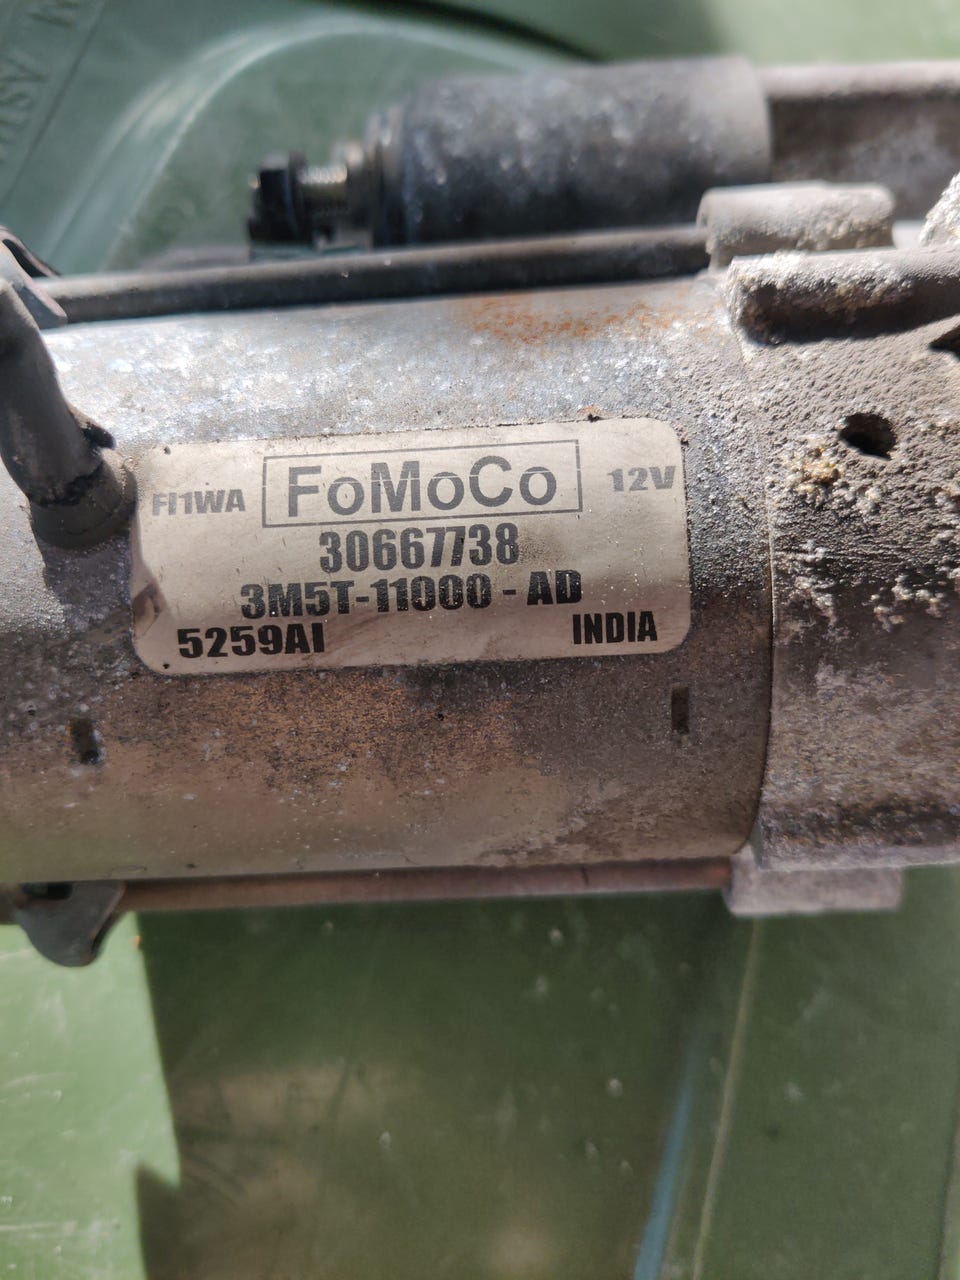 FI1WA FoMoCo 12V
30667738
3M5T-11000 - AD
5259AI INDIA